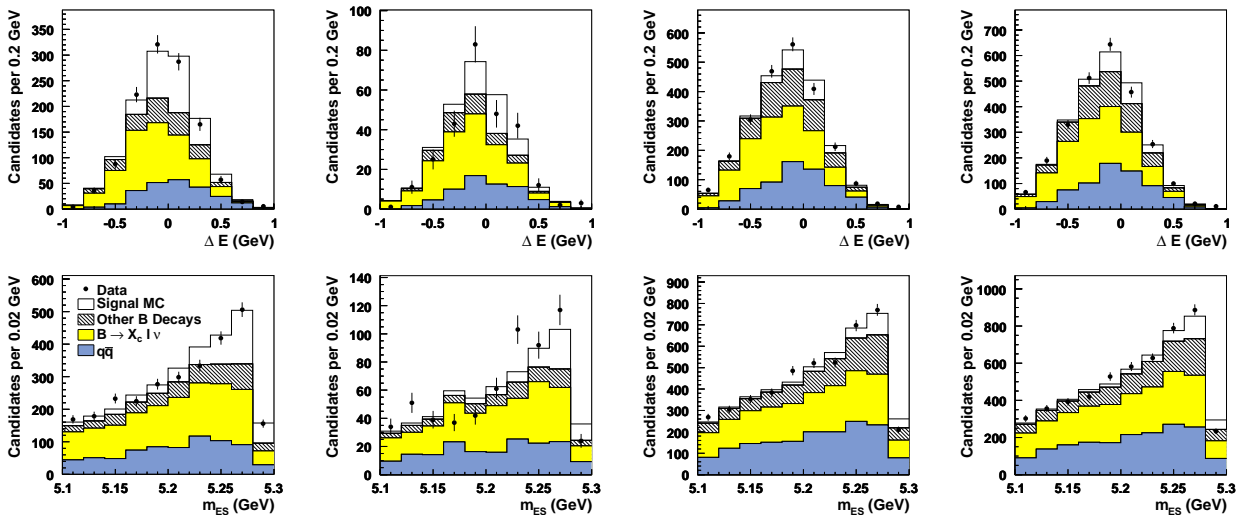 Candidates per 0.2 GeV
350
300
250
200
150
100
50
0
-1 -0.5 0 0.5 1
Δ E (GeV)
Candidates per 0.2 GeV
100
80
60
40
20
0
-1 -0.5 0 0.5 1
Δ E (GeV)
Candidates per 0.2 GeV
600
500
400
300
200
100
0
-1 -0.5 0 0.5 1
Δ E (GeV)
Candidates per 0.2 GeV
700
600
500
400
300
200
100
0
-1 -0.5 0 0.5 1
Δ E (GeV)
Candidates per 0.02 GeV
600
500
400
300
200
100
0
Data
Signal MC
Other B Decays
B → X_c l ν
qq̅
5.1 5.15 5.2 5.25 5.3
m_ES (GeV)
Candidates per 0.02 GeV
140
120
100
80
60
40
20
0
5.1 5.15 5.2 5.25 5.3
m_ES (GeV)
Candidates per 0.02 GeV
900
800
700
600
500
400
300
200
100
0
5.1 5.15 5.2 5.25 5.3
m_ES (GeV)
Candidates per 0.02 GeV
1000
800
600
400
200
0
5.1 5.15 5.2 5.25 5.3
m_ES (GeV)